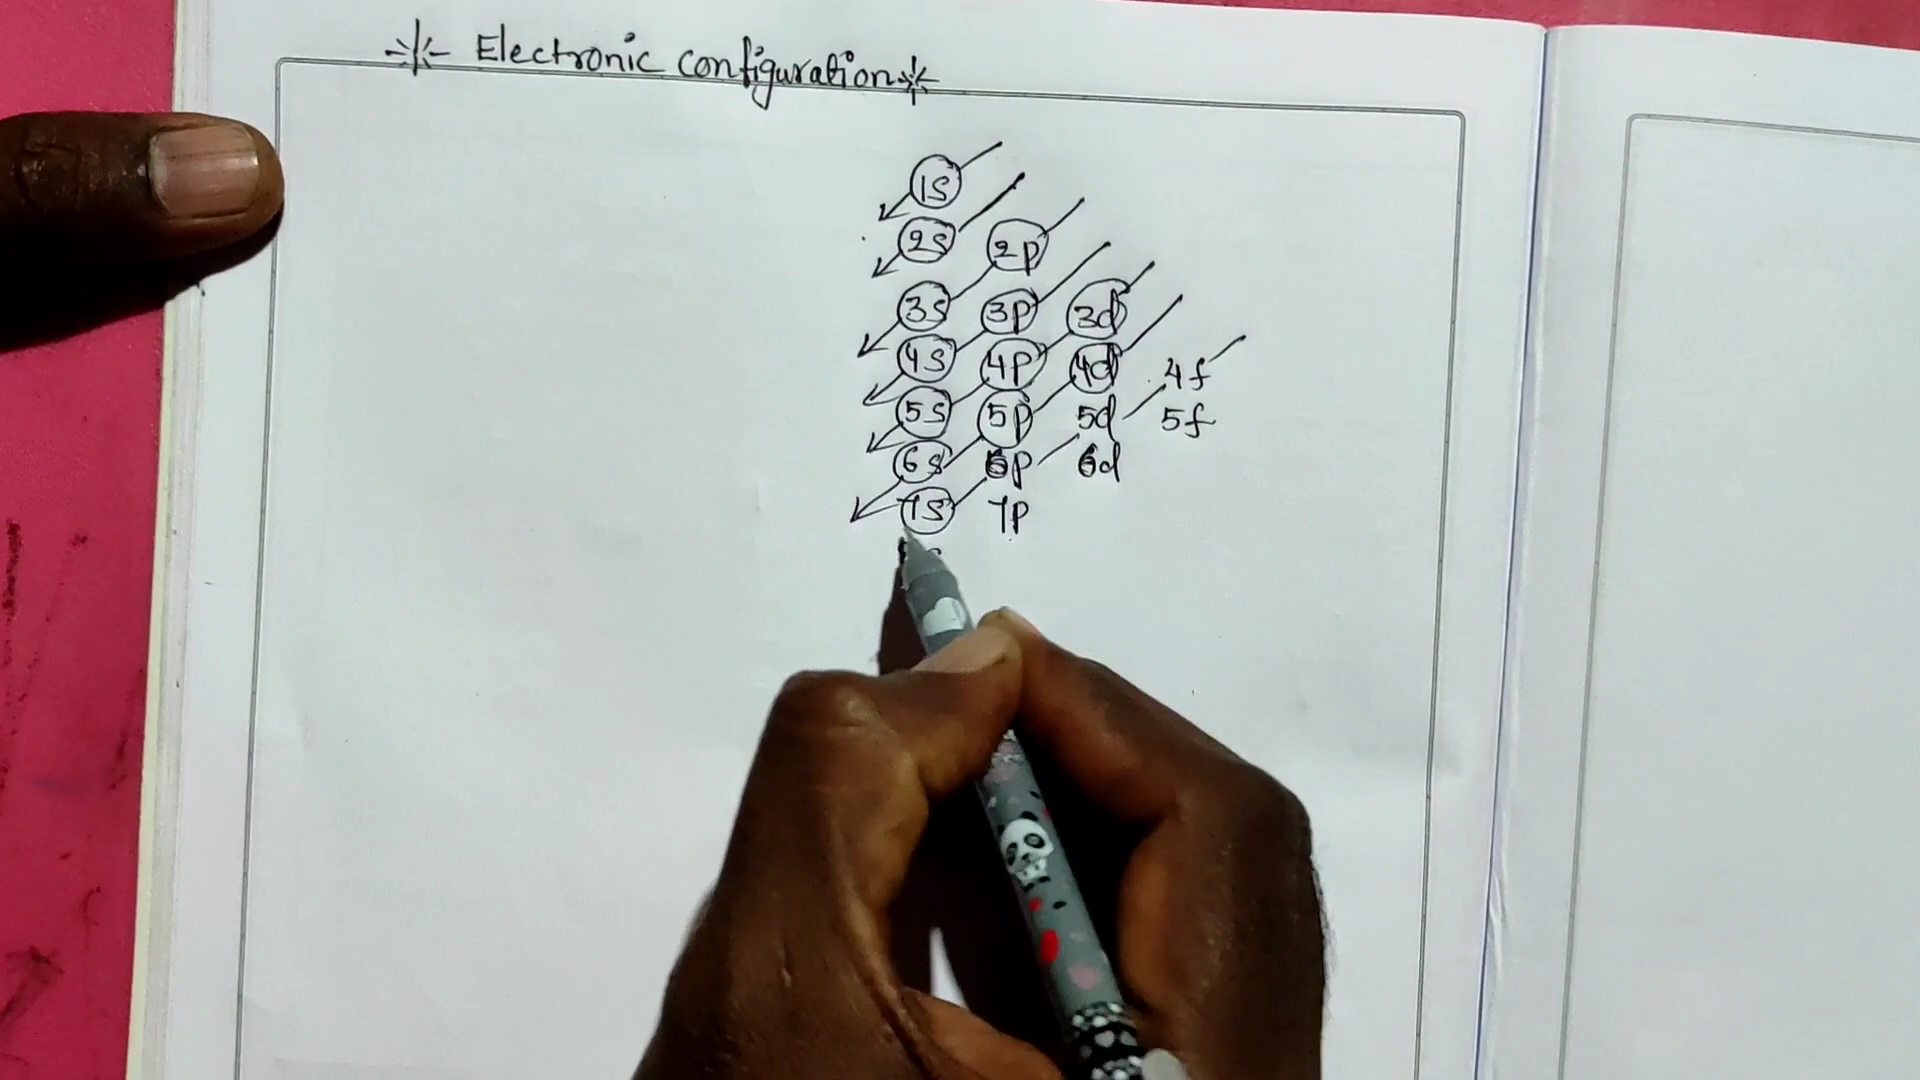 Electronic configuration
1s
2s 2p
3s 3p 3d
4s 4p 4d 4f
5s 5p 5d 5f
6s 6p 6d
7s 7p